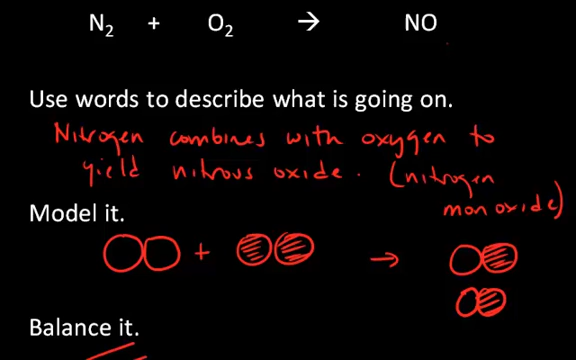 N2 + O2 → NO
Use words to describe what is going on.
Nitrogen combines with oxygen to
yield nitrous oxide. (nitrogen
monoxide)
Model it.
+ →
Balance it.